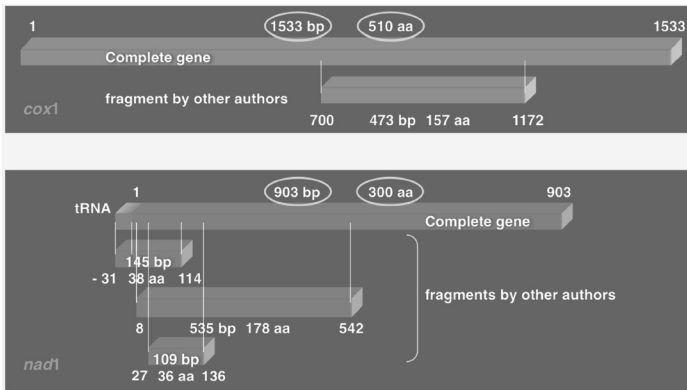 1 1533 bp 510 aa 1533
Complete gene
fragment by other authors
cox1
700 473 bp 157 aa 1172
1 903 bp 300 aa 903
tRNA
Complete gene
145 bp
- 31 38 aa 114
fragments by other authors
8 535 bp 178 aa 542
109 bp
nad1
27 36 aa 136